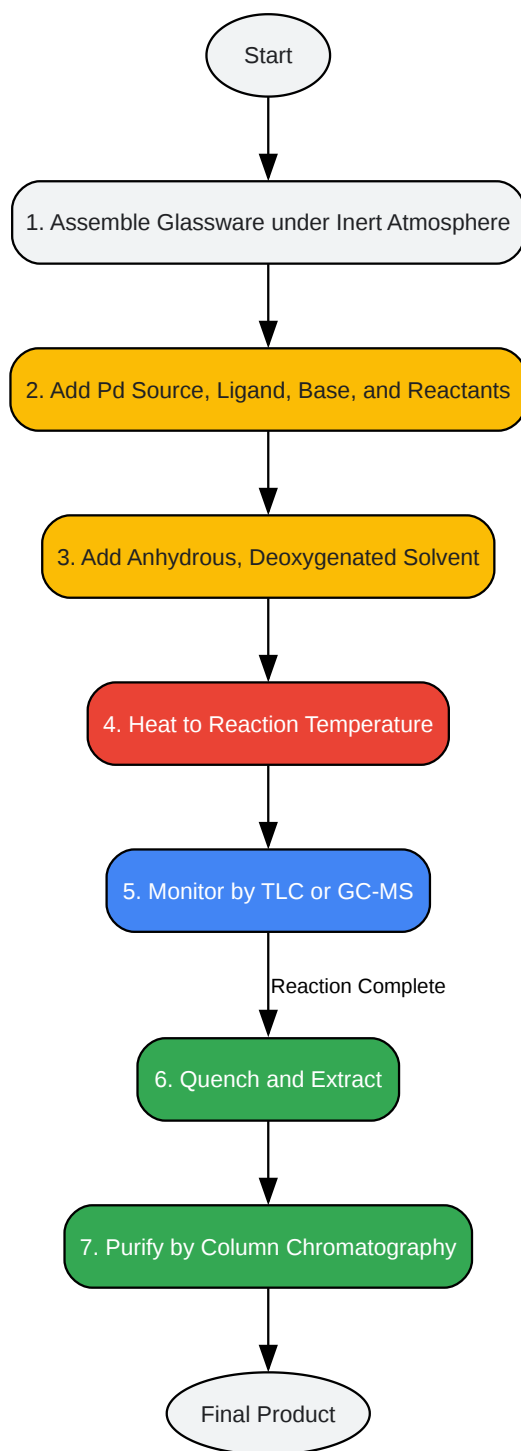 Start
1. Assemble Glassware under Inert Atmosphere
2. Add Pd Source, Ligand, Base, and Reactants
3. Add Anhydrous, Deoxygenated Solvent
4. Heat to Reaction Temperature
5. Monitor by TLC or GC-MS
Reaction Complete
6. Quench and Extract
7. Purify by Column Chromatography
Final Product